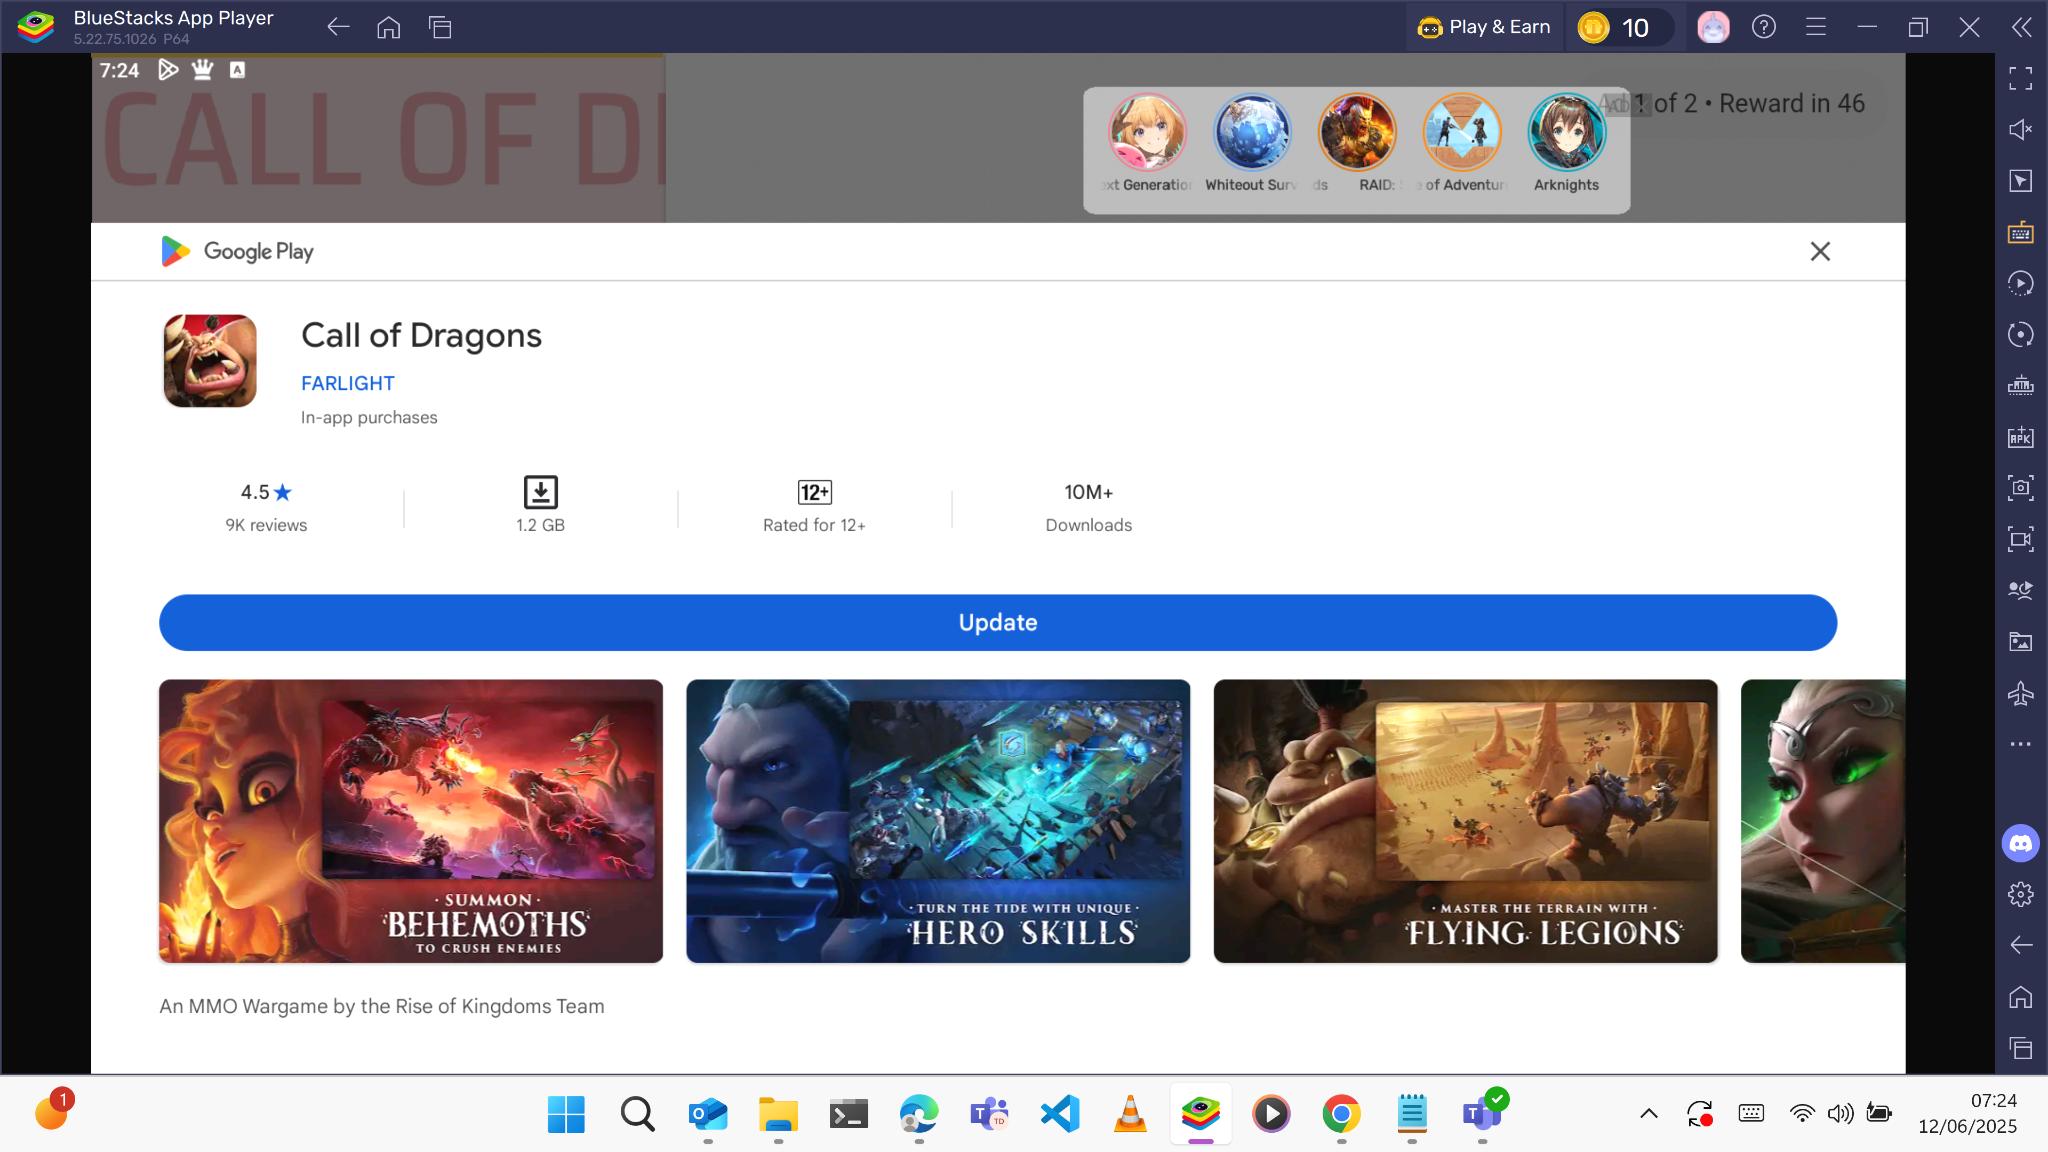 BlueStacks App Player
5.22.75.1026 P64
Play & Earn
10
7:24
A
CALL OF D
1 of 2 • Reward in 46
xt Generation
Whiteout Surv
ds RAID:
e of Adventur
Arknights
Google Play
Call of Dragons
FARLIGHT
In-app purchases
4.5★
9K reviews
1.2 GB
12+
Rated for 12+
10M+
Downloads
Update
· SUMMON ·
BEHEMOTHS
TO CRUSH ENEMIES
· TURN THE TIDE WITH UNIQUE ·
HERO SKILLS
· MASTER THE TERRAIN WITH ·
FLYING LEGIONS
An MMO Wargame by the Rise of Kingdoms Team
APK
1
TD
07:24
12/06/2025